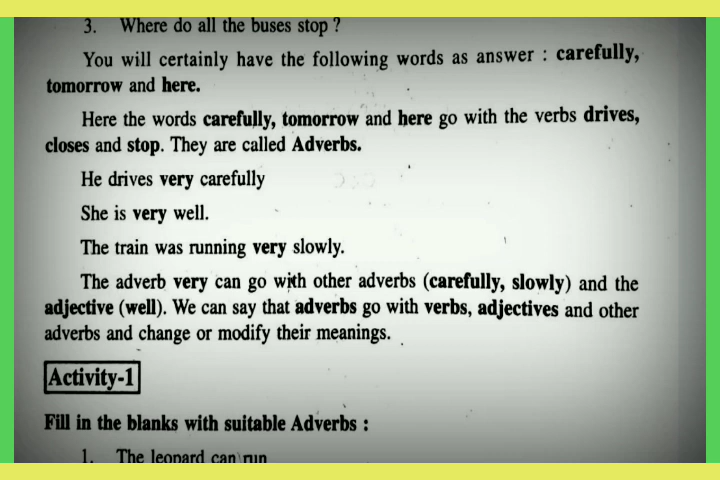 3. Where do all the buses stop ?
You will certainly have the following words as answer : carefully,
tomorrow and here.
Here the words carefully, tomorrow and here go with the verbs drives,
closes and stop. They are called Adverbs.
He drives very carefully
She is very well.
The train was running very slowly.
The adverb very can go with other adverbs (carefully, slowly) and the
adjective (well). We can say that adverbs go with verbs, adjectives and other
adverbs and change or modify their meanings.
Activity-1
Fill in the blanks with suitable Adverbs :
1. The leopard can run